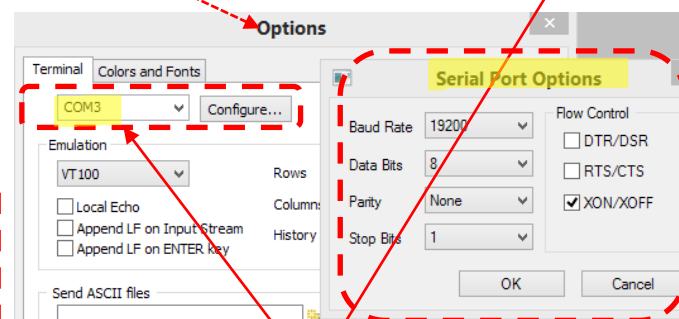 Options
Terminal Colors and Fonts
COM3 Configure...
Emulation
VT100 Rows
Local Echo Columns
Append LF on Input Stream
Append LF on ENTER key History
Send ASCII files
Serial Port Options
Baud Rate 19200
Data Bits 8
Parity None
Stop Bits 1
Flow Control
DTR/DSR
RTS/CTS
XON/XOFF
OK Cancel